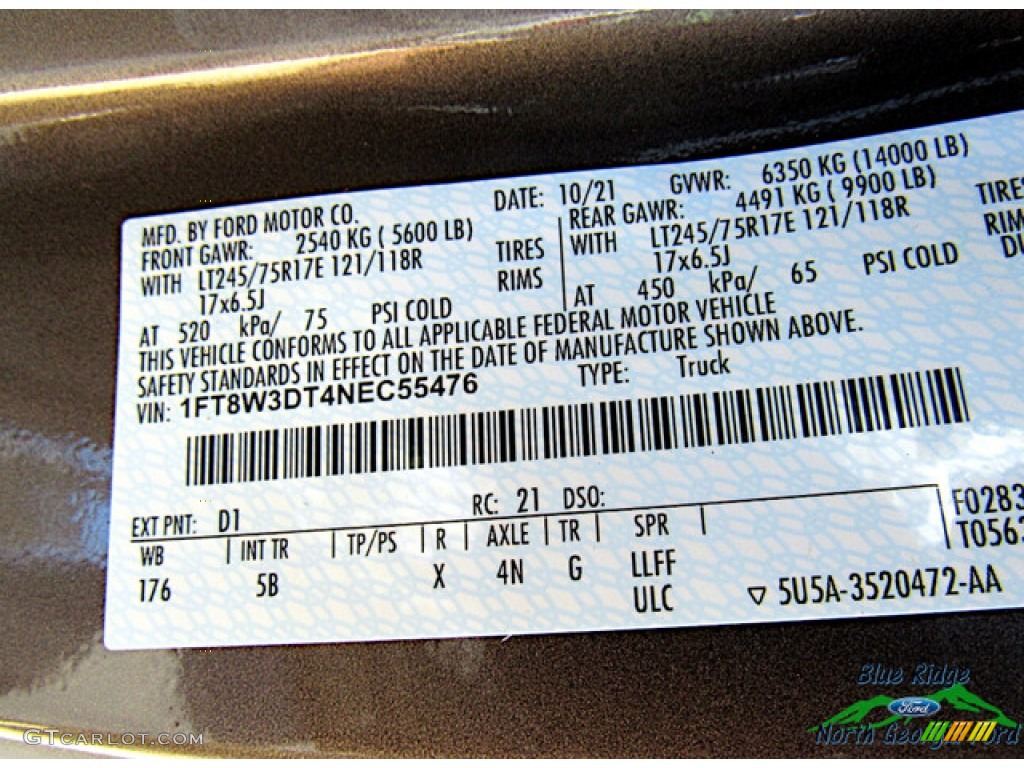 MFD. BY FORD MOTOR CO. DATE: 10/21 GVWR: 6350 KG (14000 LB)
FRONT GAWR: 2540 KG ( 5600 LB) REAR GAWR: 4491 KG ( 9900 LB)
WITH LT245/75R17E 121/118R TIRES WITH LT245/75R17E 121/118R TIRES
17x6.5J RIMS 17x6.5J RIMS
AT 520 kPa/ 75 PSI COLD AT 450 kPa/ 65 PSI COLD
THIS VEHICLE CONFORMS TO ALL APPLICABLE FEDERAL MOTOR VEHICLE
SAFETY STANDARDS IN EFFECT ON THE DATE OF MANUFACTURE SHOWN ABOVE.
VIN: 1FT8W3DT4NEC55476 TYPE: Truck
EXT PNT: D1 RC: 21 DSO: F0283
WB INT TR TP/PS R AXLE TR SPR
176 5B X 4N G LLFF
ULC 5U5A-3520472-AA
Blue Ridge
Ford
North Georgia Ford
GTCarLot.com